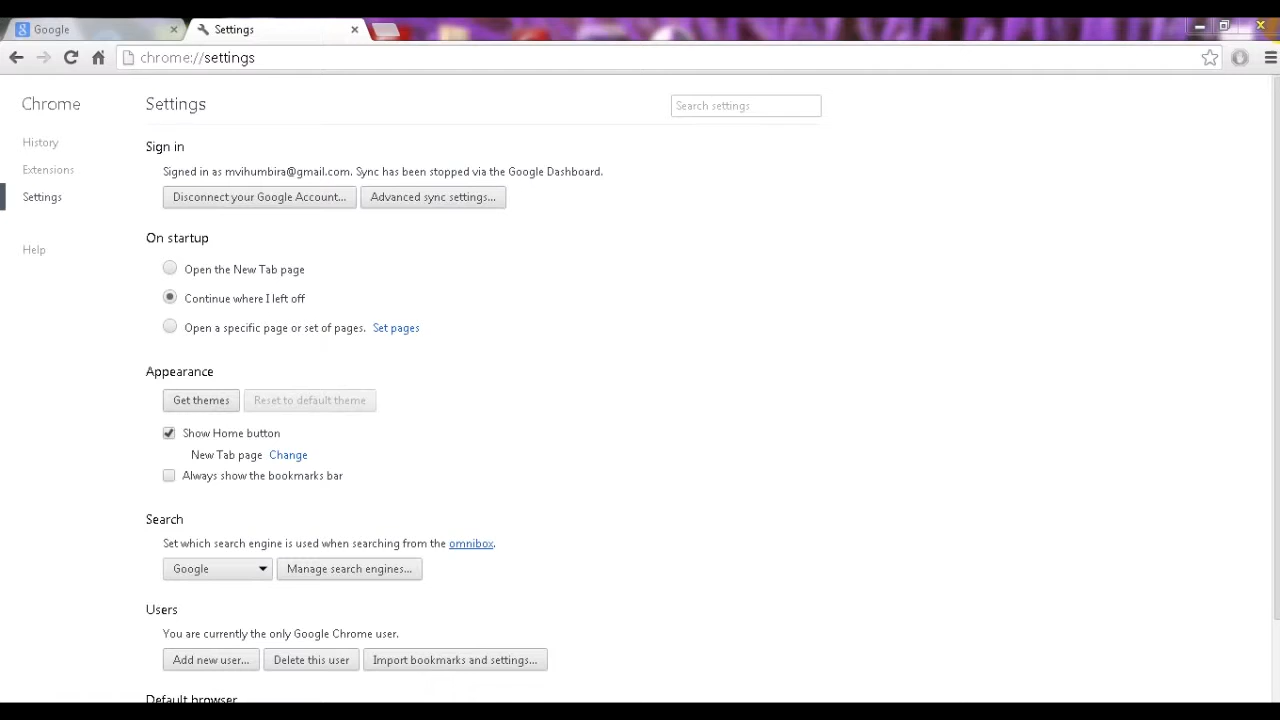 Google
Settings
chrome://settings
Chrome
Settings
Search settings
History
Extensions
Settings
Help
Sign in
Signed in as mvihumbira@gmail.com. Sync has been stopped via the Google Dashboard.
Disconnect your Google Account... Advanced sync settings...
On startup
Open the New Tab page
Continue where I left off
Open a specific page or set of pages. Set pages
Appearance
Get themes Reset to default theme
Show Home button
New Tab page Change
Always show the bookmarks bar
Search
Set which search engine is used when searching from the omnibox.
Google Manage search engines...
Users
You are currently the only Google Chrome user.
Add new user... Delete this user Import bookmarks and settings...
Default browser